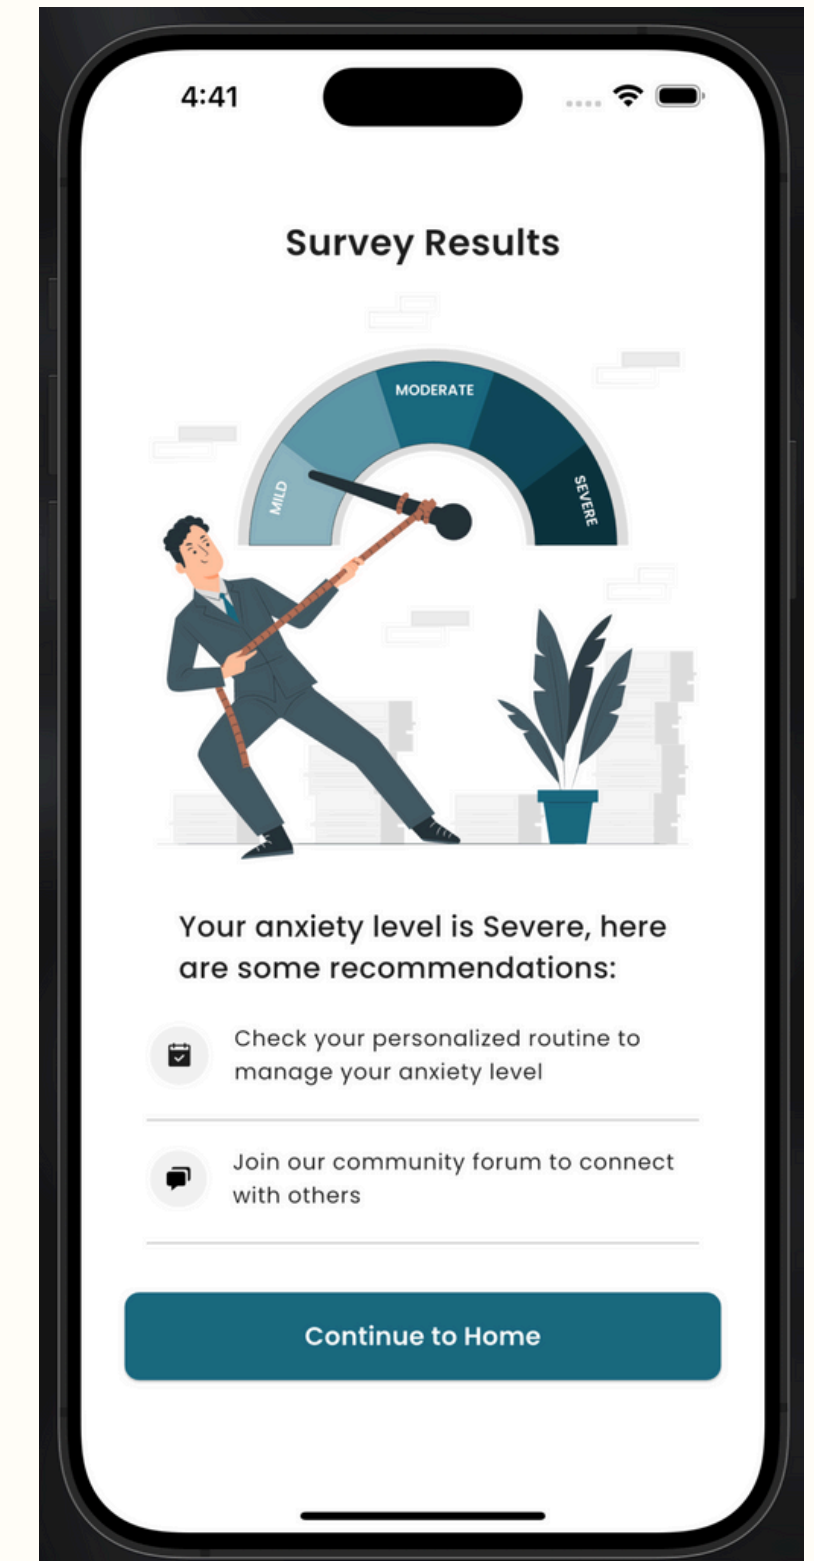 4:41
Survey Results
MODERATE
MILD
SEVERE
Your anxiety level is Severe, here
are some recommendations:
Check your personalized routine to
manage your anxiety level
Join our community forum to connect
with others
Continue to Home